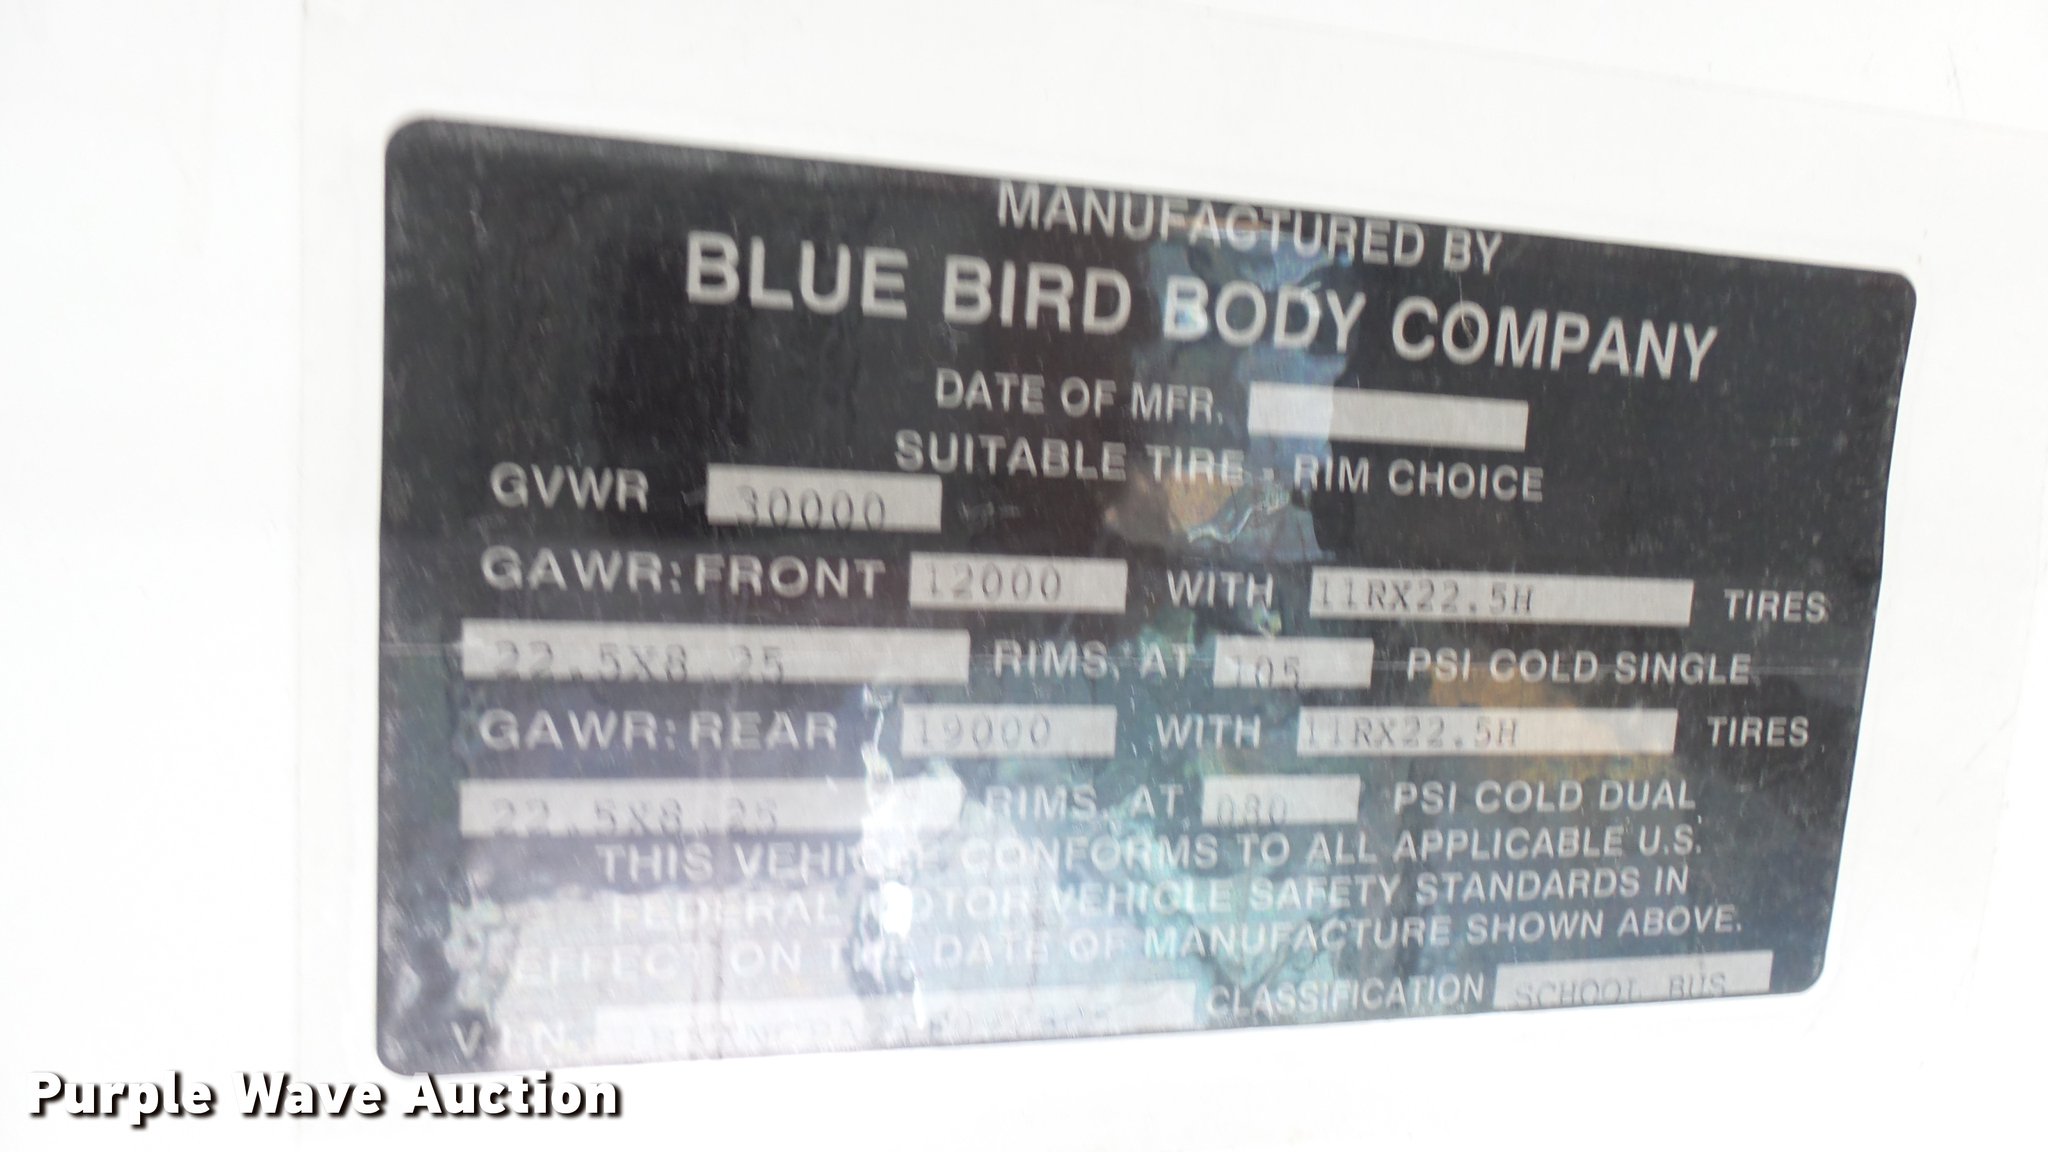 MANUFACTURED BY
BLUE BIRD BODY COMPANY
DATE OF MFR.
SUITABLE TIRE - RIM CHOICE
GVWR 30000
GAWR: FRONT 12000 WITH 11RX22.5H TIRES
22.5X8.25 RIMS, AT 105 PSI COLD SINGLE
GAWR: REAR 19000 WITH 11RX22.5H TIRES
22.5X8.25 RIMS, AT 080 PSI COLD DUAL
THIS VEHICLE CONFORMS TO ALL APPLICABLE U.S.
FEDERAL MOTOR VEHICLE SAFETY STANDARDS IN
EFFECT ON THE DATE OF MANUFACTURE SHOWN ABOVE.
V.I.N. CLASSIFICATION SCHOOL BUS
Purple Wave Auction